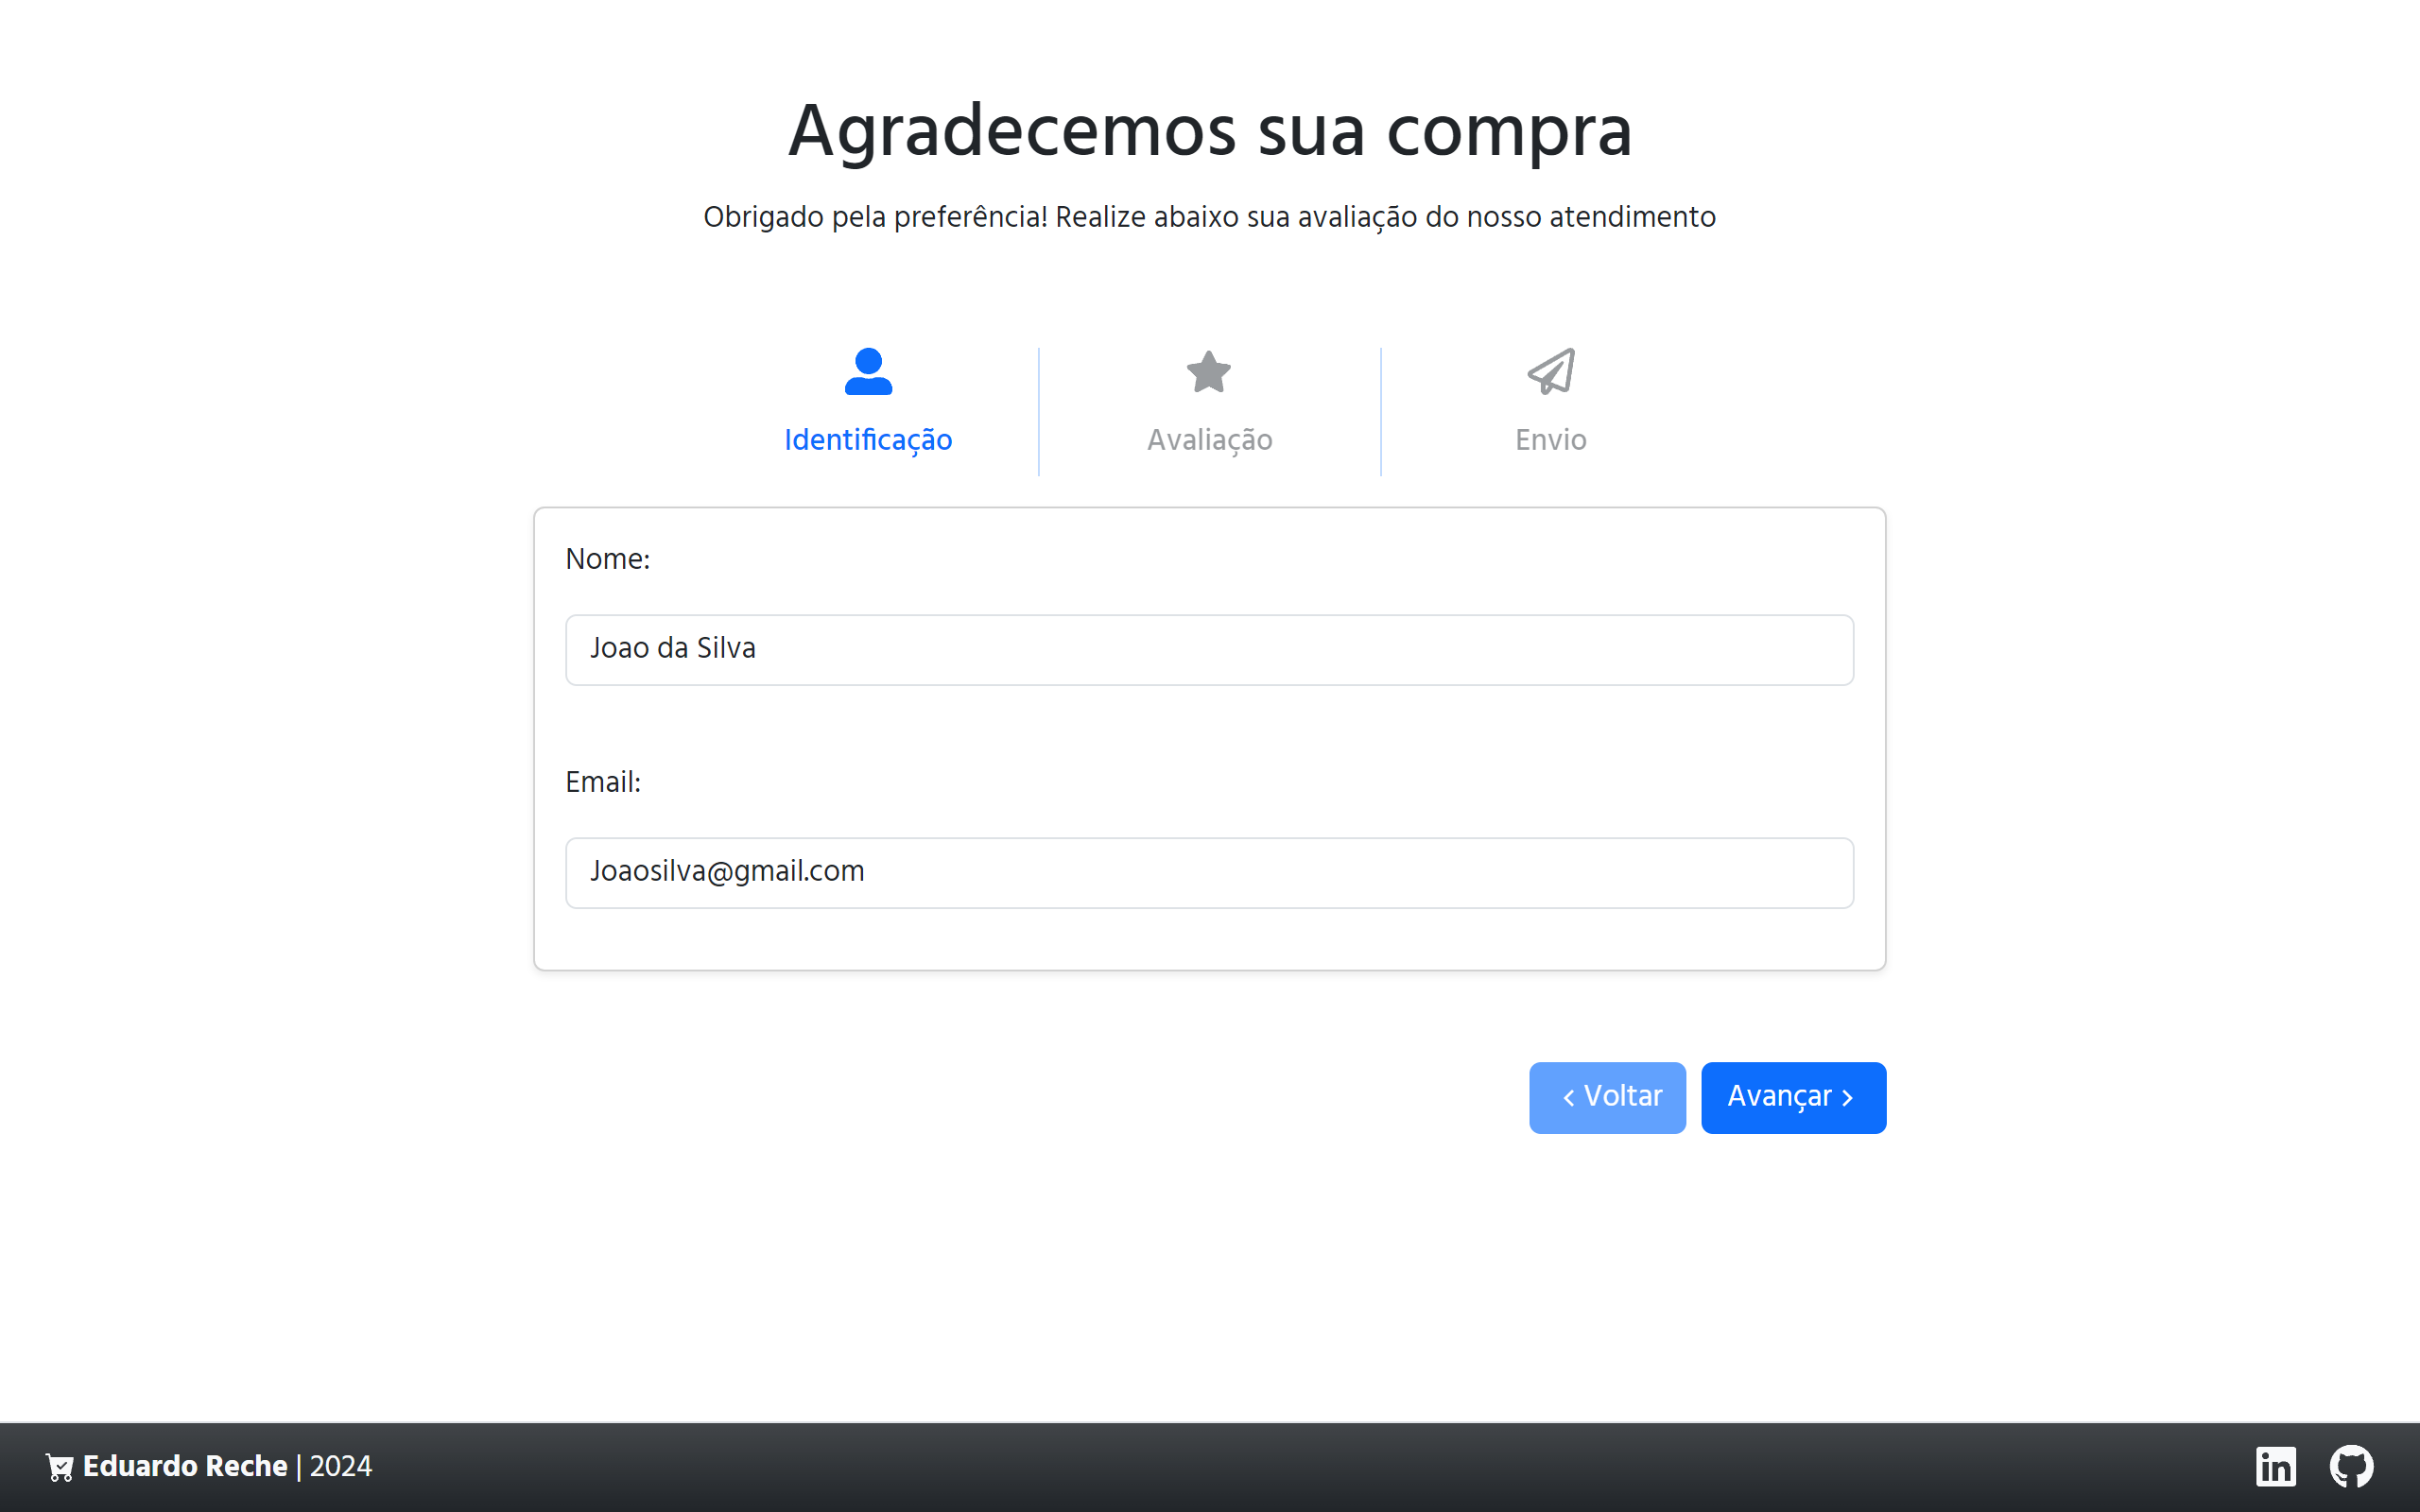 Agradecemos sua compra
Obrigado pela preferência! Realize abaixo sua avaliação do nosso atendimento
Identificação
Avaliação
Envio
Nome:
Joao da Silva
Email:
Joaosilva@gmail.com
Voltar
Avançar
Eduardo Reche | 2024
in